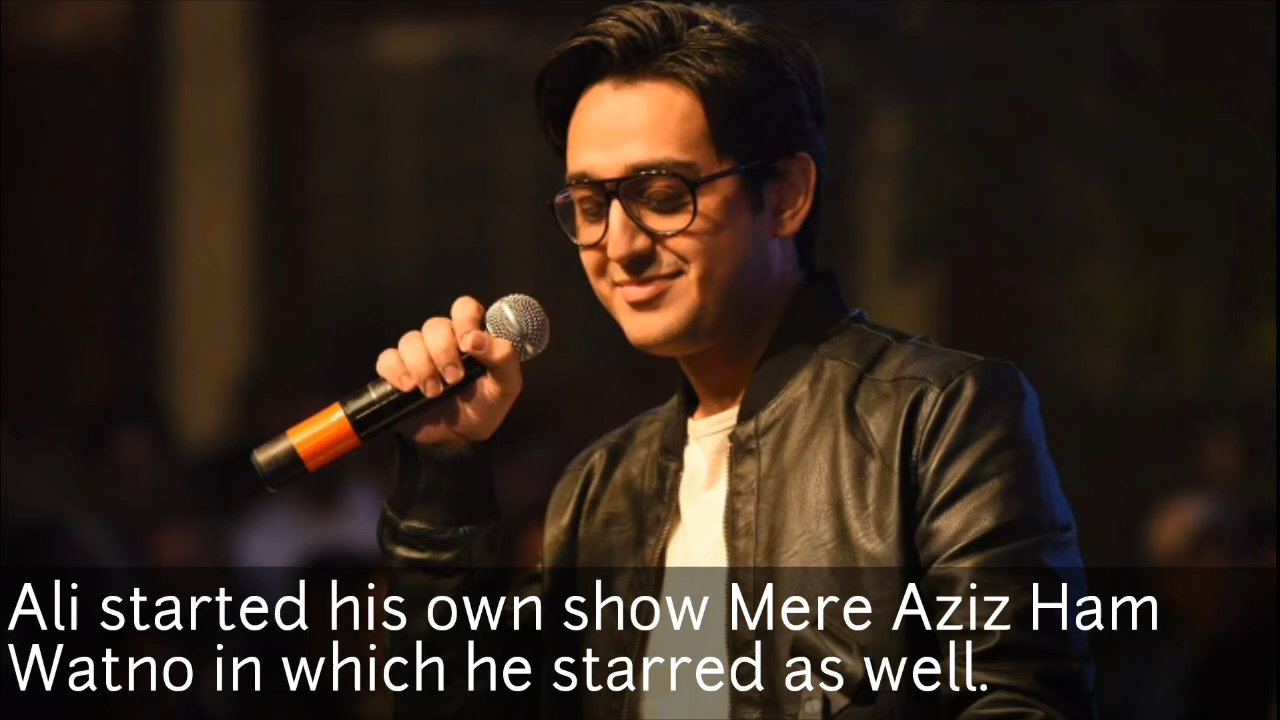 Ali started his own show Mere Aziz Ham
Watno in which he starred as well.